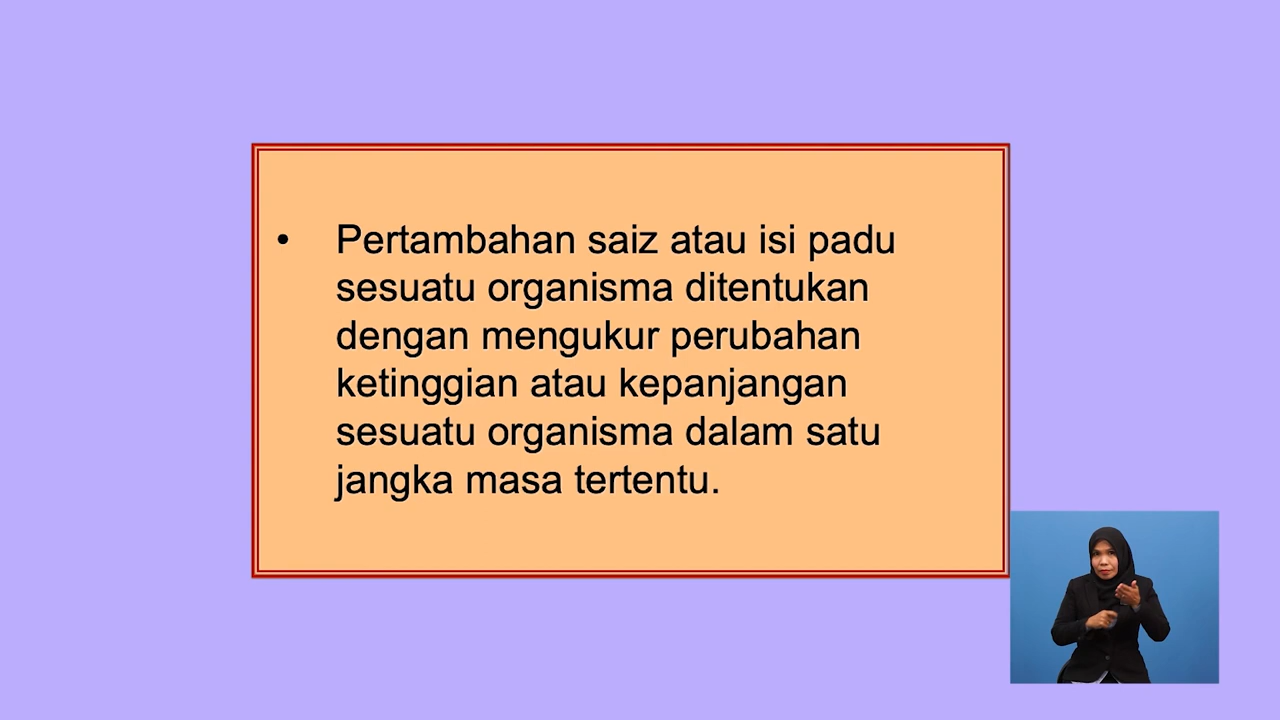 • Pertambahan saiz atau isi padu
sesuatu organisma ditentukan
dengan mengukur perubahan
ketinggian atau kepanjangan
sesuatu organisma dalam satu
jangka masa tertentu.